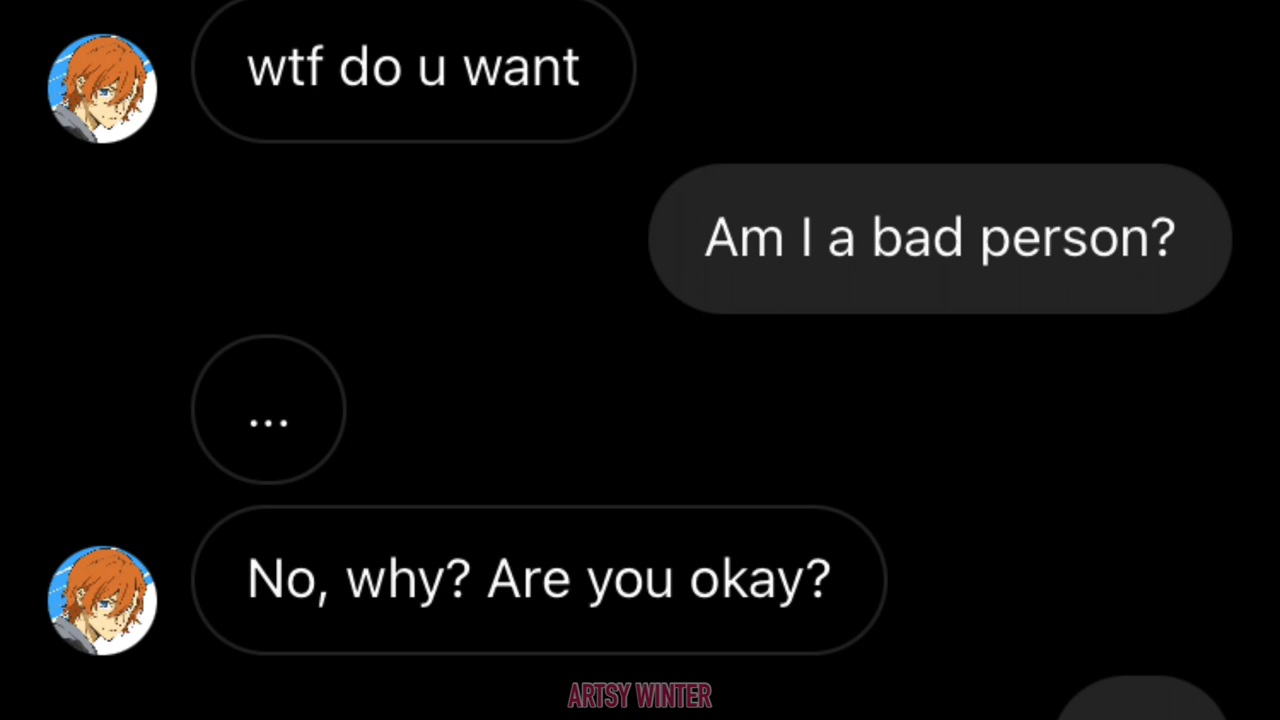 wtf do u want
Am I a bad person?
...
No, why? Are you okay?
ARTSY WINTER